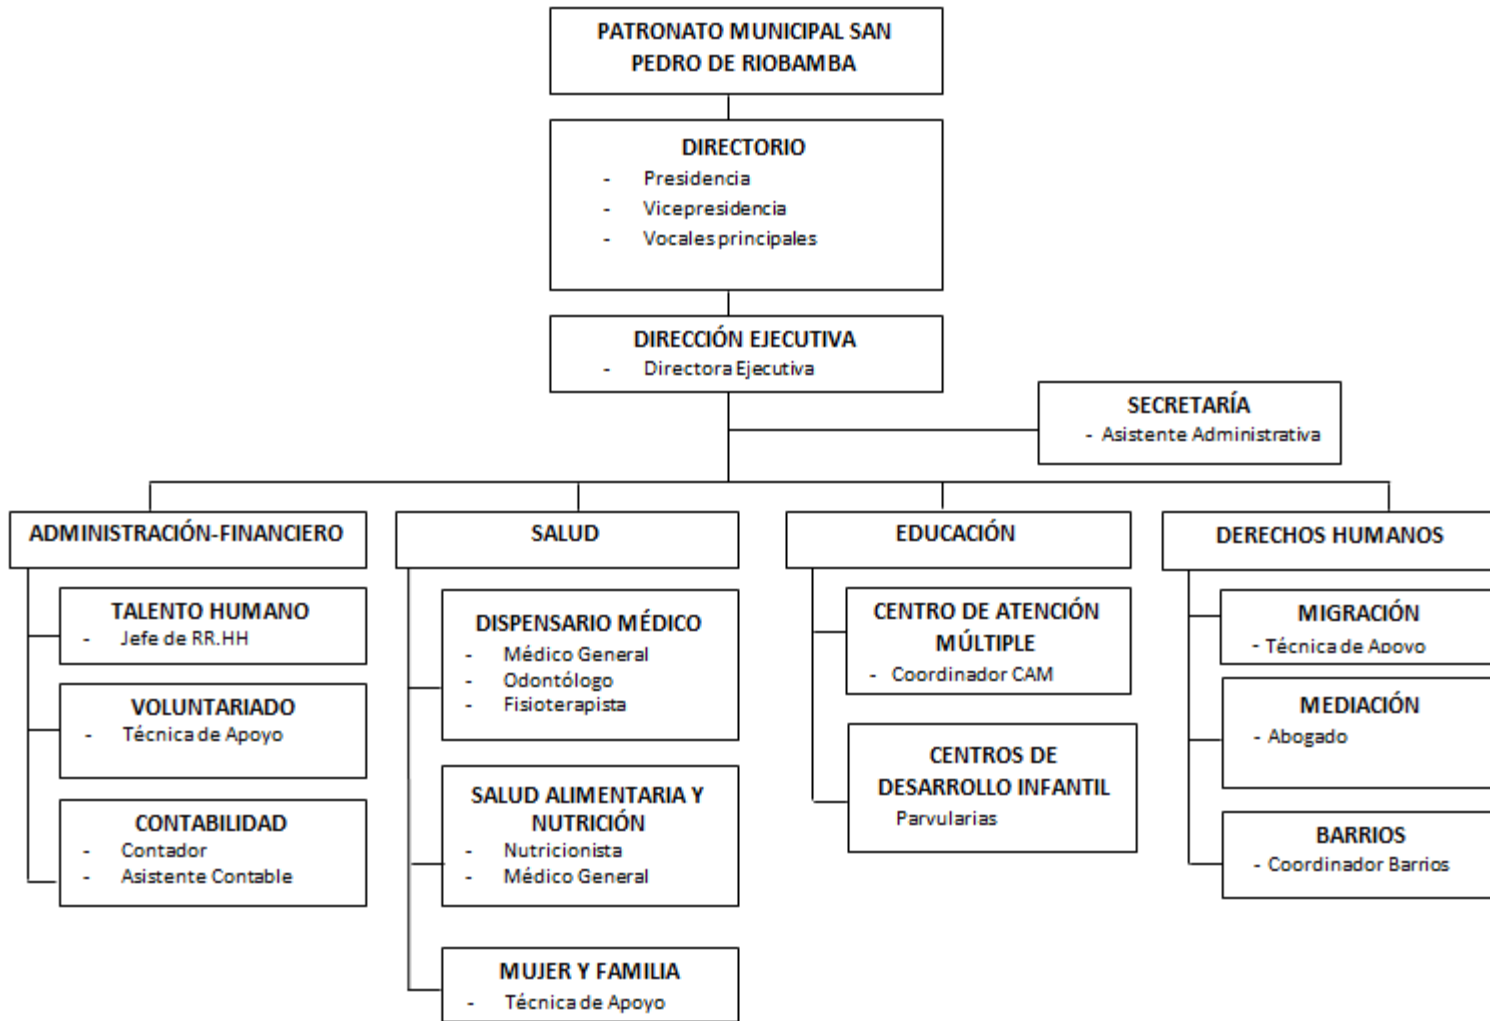 PATRONATO MUNICIPAL SAN
PEDRO DE RIOBAMBA
DIRECTORIO
- Presidencia
- Vicepresidencia
- Vocales principales
DIRECCIÓN EJECUTIVA
- Directora Ejecutiva
SECRETARÍA
- Asistente Administrativa
ADMINISTRACIÓN-FINANCIERO
TALENTO HUMANO
- Jefe de RR.HH
VOLUNTARIADO
- Técnica de Apoyo
CONTABILIDAD
- Contador
- Asistente Contable
SALUD
DISPENSARIO MÉDICO
- Médico General
- Odontólogo
- Fisioterapista
SALUD ALIMENTARIA Y
NUTRICIÓN
- Nutricionista
- Médico General
MUJER Y FAMILIA
- Técnica de Apoyo
EDUCACIÓN
CENTRO DE ATENCIÓN
MÚLTIPLE
- Coordinador CAM
CENTROS DE
DESARROLLO INFANTIL
Parvularias
DERECHOS HUMANOS
MIGRACIÓN
- Técnica de Apoyo
MEDIACIÓN
- Abogado
BARRIOS
- Coordinador Barrios